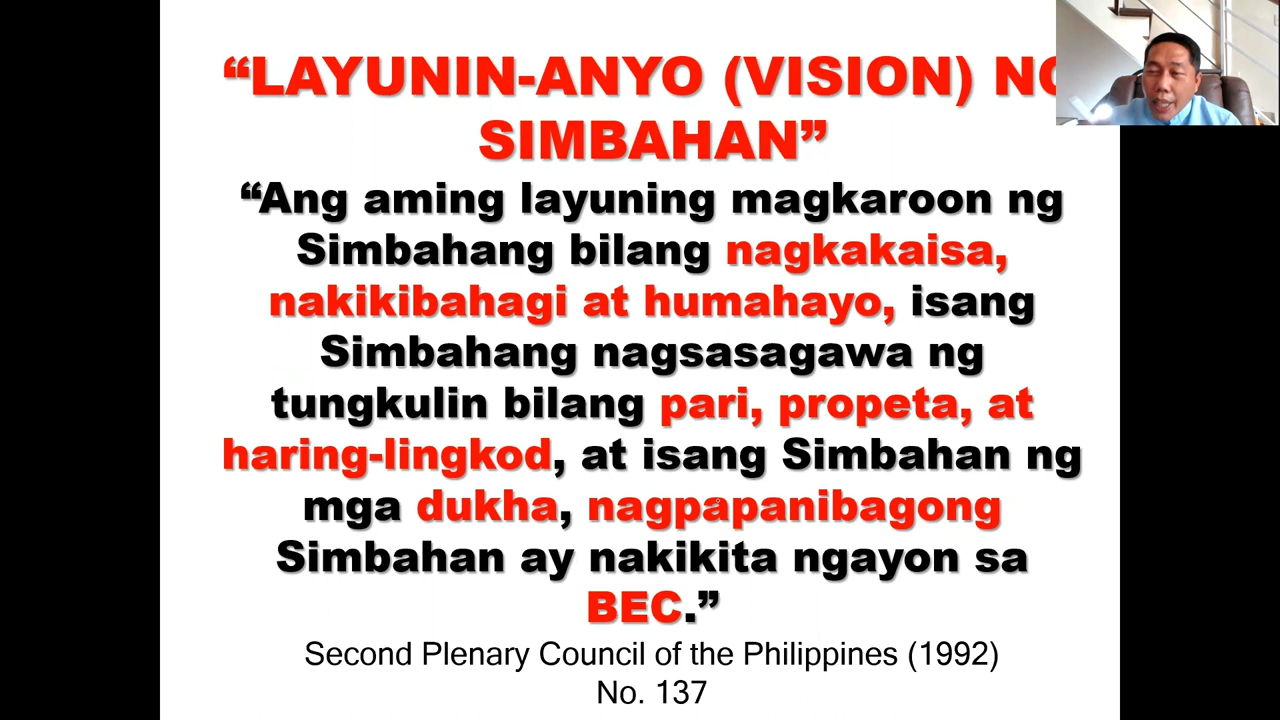 “LAYUNIN-ANYO (VISION) NG
SIMBAHAN”
“Ang aming layuning magkaroon ng
Simbahang bilang nagkakaisa,
nakikibahagi at humahayo, isang
Simbahang nagsasagawa ng
tungkulin bilang pari, propeta, at
haring-lingkod, at isang Simbahan ng
mga dukha, nagpapanibagong
Simbahan ay nakikita ngayon sa
BEC.”
Second Plenary Council of the Philippines (1992)
No. 137